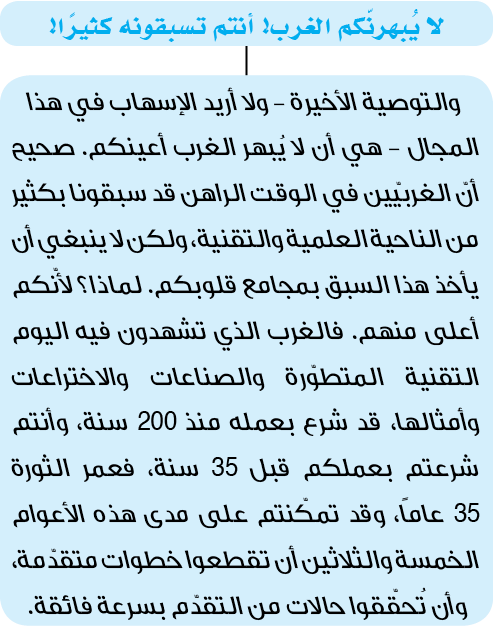 لا يُبهرنّكم الغرب! أنتم تسبقونه كثيرًا!
والتوصية الأخيرة – ولا أريد الإسهاب في هذا
المجال – هي أن لا يُبهر الغرب أعينكم. صحيح
أنّ الغربيّيين في الوقت الراهن قد سبقونا بكثير
من الناحية العلمية والتقنية، ولكن لا ينبغي أن
يأخذ هذا السبق بمجامع قلوبكم. لماذا؟ لأنّكم
أعلى منهم. فالغرب الذي تشهدون فيه اليوم
التقنية المتطوّرة والصناعات والاختراعات
وأمثالها، قد شرع بعمله منذ 200 سنة، وأنتم
شرعتم بعملكم قبل 35 سنة، فعمر الثورة
35 عاماً، وقد تمكّنتم على مدى هذه الأعوام
الخمسة والثلاثين أن تقطعوا خطوات متقدّمة،
وأن تُحقّقوا حالات من التقدّم بسرعة فائقة.